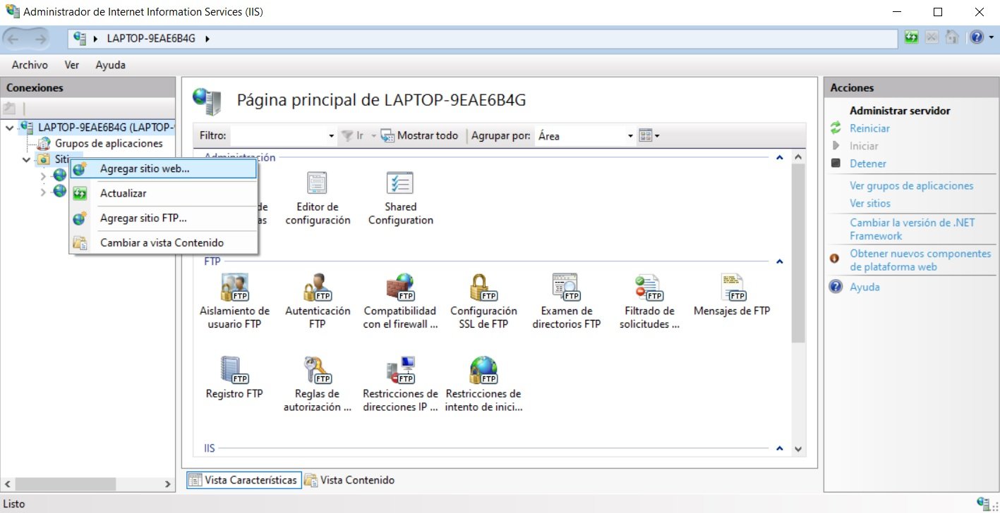 Administrador de Internet Information Services (IIS)
LAPTOP-9EAE6B4G
Archivo Ver Ayuda
Conexiones
LAPTOP-9EAE6B4G (LAPTOP-
Grupos de aplicaciones
Siti
Agregar sitio web...
Actualizar
Agregar sitio FTP...
Cambiar a vista Contenido
Página principal de LAPTOP-9EAE6B4G
Filtro: Ir Mostrar todo Agrupar por: Área
Administración
de
as
Editor de
configuración
Shared
Configuration
FTP
Aislamiento de
usuario FTP
Autenticación
FTP
Compatibilidad
con el firewall ...
Configuración
SSL de FTP
Examen de
directorios FTP
Filtrado de
solicitudes ...
Mensajes de FTP
Registro FTP
Reglas de
autorización ...
Restricciones de
direcciones IP ...
Restricciones de
intento de inici...
IIS
Vista Características Vista Contenido
Acciones
Administrar servidor
Reiniciar
Iniciar
Detener
Ver grupos de aplicaciones
Ver sitios
Cambiar la versión de .NET
Framework
Obtener nuevos componentes
de plataforma web
Ayuda
Listo